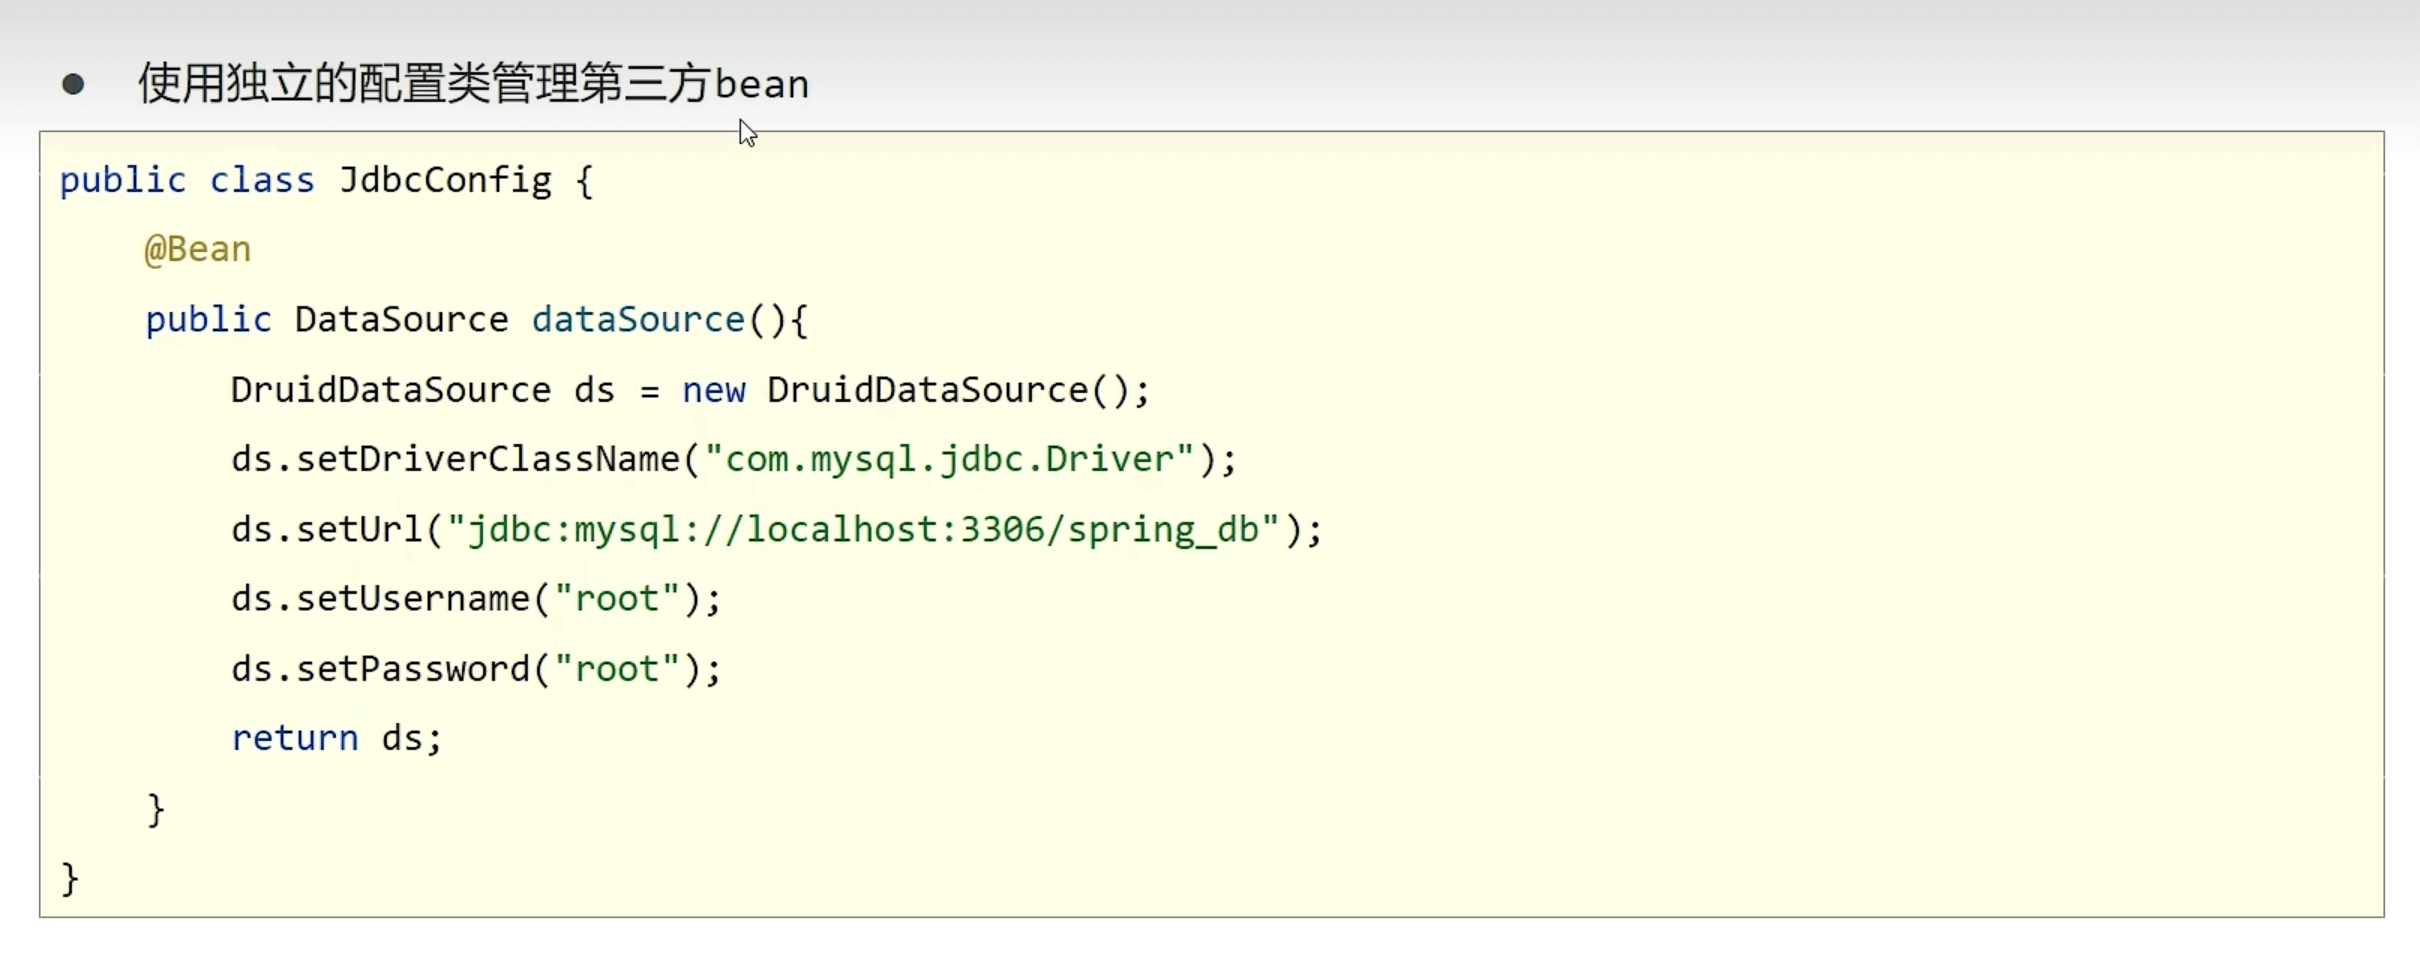 ● 使用独立的配置类管理第三方bean
public class JdbcConfig {
@Bean
public DataSource dataSource(){
DruidDataSource ds = new DruidDataSource();
ds.setDriverClassName("com.mysql.jdbc.Driver");
ds.setUrl("jdbc:mysql://localhost:3306/spring_db");
ds.setUsername("root");
ds.setPassword("root");
return ds;
}
}